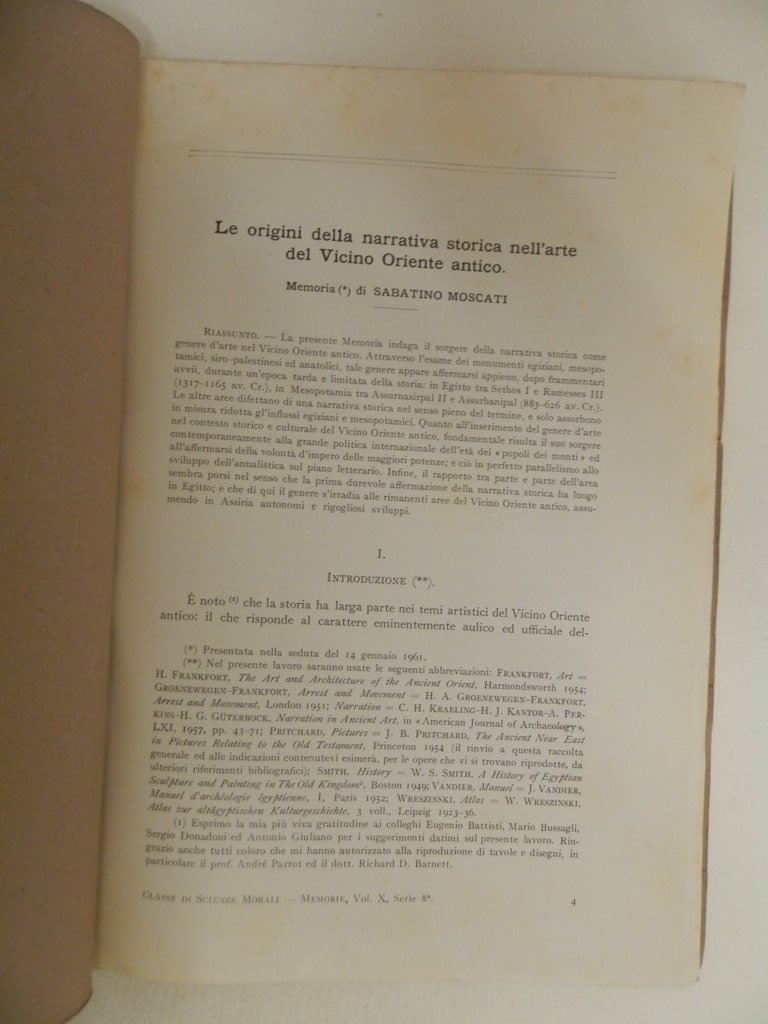 Le origini della narrativa storica nell'arte
del Vicino Oriente antico.
Memoria (*) di SABATINO MOSCATI
RIASSUNTO. — La presente Memoria indaga il sorgere della narrativa storica come
genere d'arte nel Vicino Oriente antico. Attraverso l'esame dei monumenti egiziani, mesopo-
tamici, siro-palestinesi ed anatolici, tale genere appare affermarsi appieno, dopo frammentari
avvii, durante un'epoca tarda e limitata della storia: in Egitto tra Sethos I e Ramesses III
(1317-1165 av. Cr.), in Mesopotamia tra Assurnasirpal II e Assurbanipal (883-626 av. Cr.).
Le altre aree difettano di una narrativa storica nel senso pieno del termine, e solo assorbono
in misura ridotta gl'influssi egiziani e mesopotamici. Quanto all'inserimento del genere d'arte
nel contesto storico e culturale del Vicino Oriente antico, fondamentale risulta il suo sorgere
contemporaneamente alla grande politica internazionale dell'età dei « popoli dei monti » ed
all'affermarsi della volontà d'impero delle maggiori potenze; e ciò in perfetto parallelismo allo
sviluppo dell'annalistica sul piano letterario. Infine, il rapporto tra parte e parte dell'area
sembra porsi nel senso che la prima durevole affermazione della narrativa storica ha luogo
in Egitto; e che di qui il genere s'irradia alle rimanenti aree del Vicino Oriente antico, assu-
mendo in Assiria autonomi e rigogliosi sviluppi.
I.
INTRODUZIONE (**).
È noto (1) che la storia ha larga parte nei temi artistici del Vicino Oriente
antico: il che risponde al carattere eminentemente aulico ed ufficiale del-
(*) Presentata nella seduta del 14 gennaio 1961.
(**) Nel presente lavoro saranno usate le seguenti abbreviazioni: FRANKFORT, Art =
H. FRANKFORT, The Art and Architecture of the Ancient Orient, Harmondsworth 1954;
GROENEWEGEN-FRANKFORT, Arrest and Movement = H. A. GROENEWEGEN-FRANKFORT,
Arrest and Movement, London 1951; Narration = C. H. KRAELING-H. J. KANTOR-A. PER-
KINS-H. G. GÜTERBOCK, Narration in Ancient Art, in « American Journal of Archaeology»,
LXI, 1957, pp. 43-71; PRITCHARD, Pictures = J. B. PRITCHARD, The Ancient Near East
in Pictures Relating to the Old Testament, Princeton 1954 (il rinvio a questa raccolta
generale ed alle indicazioni contenutevi esimerà, per le opere che vi si trovano riprodotte, da
ulteriori riferimenti bibliografici); SMITH, History = W. S. SMITH, A History of Egyptian
Sculpture and Painting in The Old Kingdom², Boston 1949; VANDIER, Manuel = J. VANDIER,
Manuel d'archéologie égyptienne, I, Paris 1952; WRESZINSKI, Atlas = W. WRESZINSKI,
Atlas zur altägyptischen Kulturgeschichte, 3 voll., Leipzig 1923-36.
(1) Esprimo la mia più viva gratitudine ai colleghi Eugenio Battisti, Mario Bussagli,
Sergio Donadoni ed Antonio Giuliano per i suggerimenti datimi sul presente lavoro. Rin-
grazio anche tutti coloro che mi hanno autorizzato alla riproduzione di tavole e disegni, in
particolare il prof. André Parrot ed il dott. Richard D. Barnett.
CLASSE DI SCIENZE MORALI — MEMORIE, Vol. X, Serie 8ª. 4